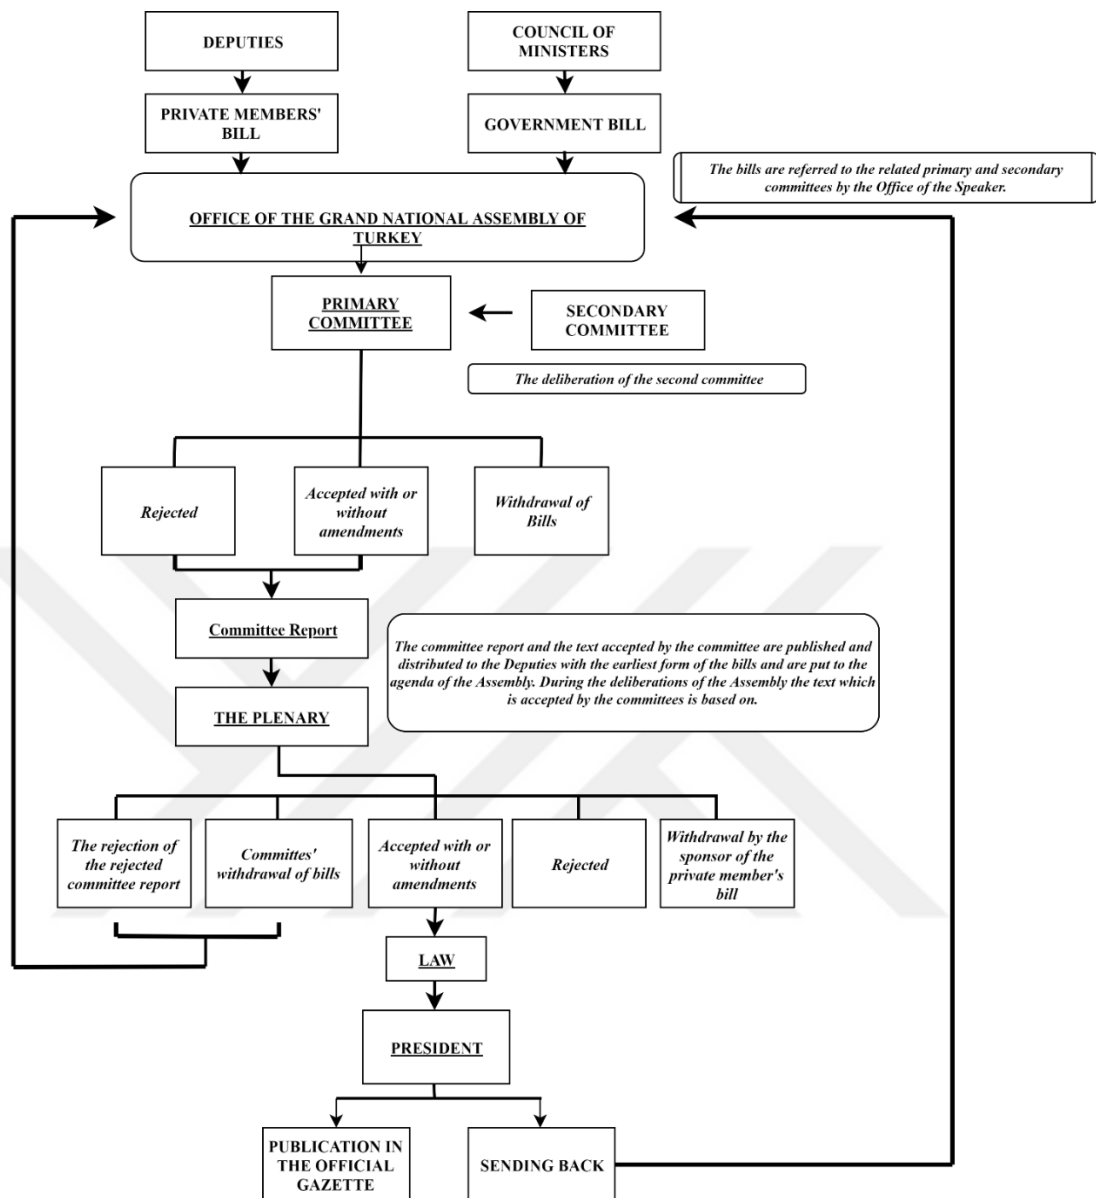 DEPUTIES
COUNCIL OF
MINISTERS
PRIVATE MEMBERS'
BILL
GOVERNMENT BILL
The bills are referred to the related primary and secondary
committees by the Office of the Speaker.
OFFICE OF THE GRAND NATIONAL ASSEMBLY OF
TURKEY
PRIMARY
COMMITTEE
SECONDARY
COMMITTEE
The deliberation of the second committee
Rejected
Accepted with or
without
amendments
Withdrawal of
Bills
Committee Report
The committee report and the text accepted by the committee are published and
distributed to the Deputies with the earliest form of the bills and are put to the
agenda of the Assembly. During the deliberations of the Assembly the text which
is accepted by the committees is based on.
THE PLENARY
The rejection of
the rejected
committee report
Committes'
withdrawal of bills
Accepted with or
without
amendments
Rejected
Withdrawal by the
sponsor of the
private member's
bill
LAW
PRESIDENT
PUBLICATION IN
THE OFFICIAL
GAZETTE
SENDING BACK